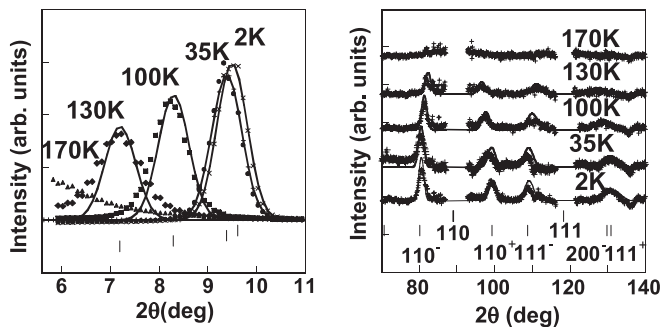 Intensity (arb. units)
170K
130K
100K
35K
2K
6 7 8 9 10 11
2θ(deg)
Intensity (arb. units)
170K
130K
100K
35K
2K
110⁻
110
110⁺
111⁻
111
200⁻
111⁺
80 100 120 140
2θ (deg)